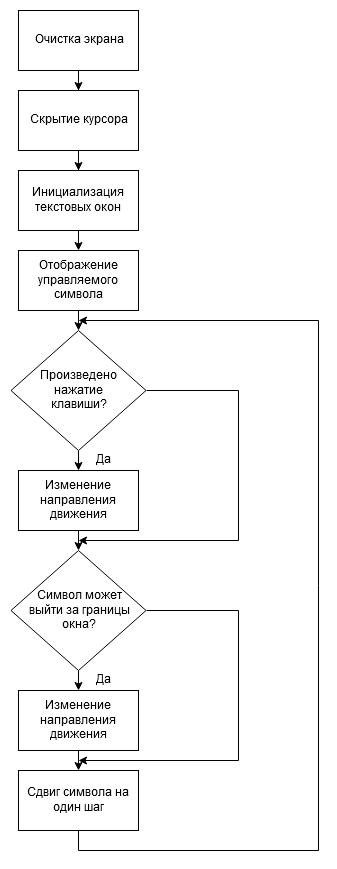 Очистка экрана
Скрытие курсора
Инициализация
текстовых окон
Отображение
управляемого
символа
Произведено
нажатие
клавиши?
Да
Изменение
направления
движения
Символ может
выйти за границы
окна?
Да
Изменение
направления
движения
Сдвиг символа на
один шаг